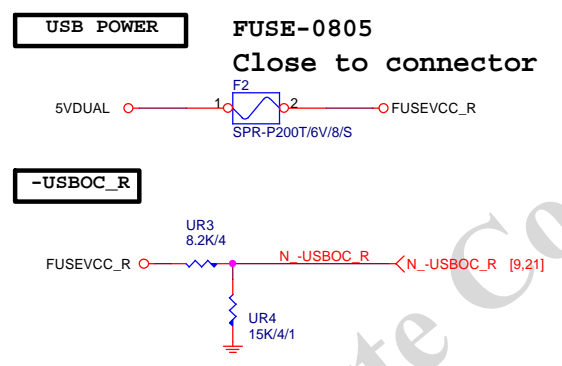 USB POWER
FUSE-0805
Close to connector
F2
5VDUAL
1
2
FUSEVCC_R
SPR-P200T/6V/8/S
-USBOC_R
UR3
8.2K/4
FUSEVCC_R
N_-USBOC_R
N_-USBOC_R [9,21]
UR4
15K/4/1